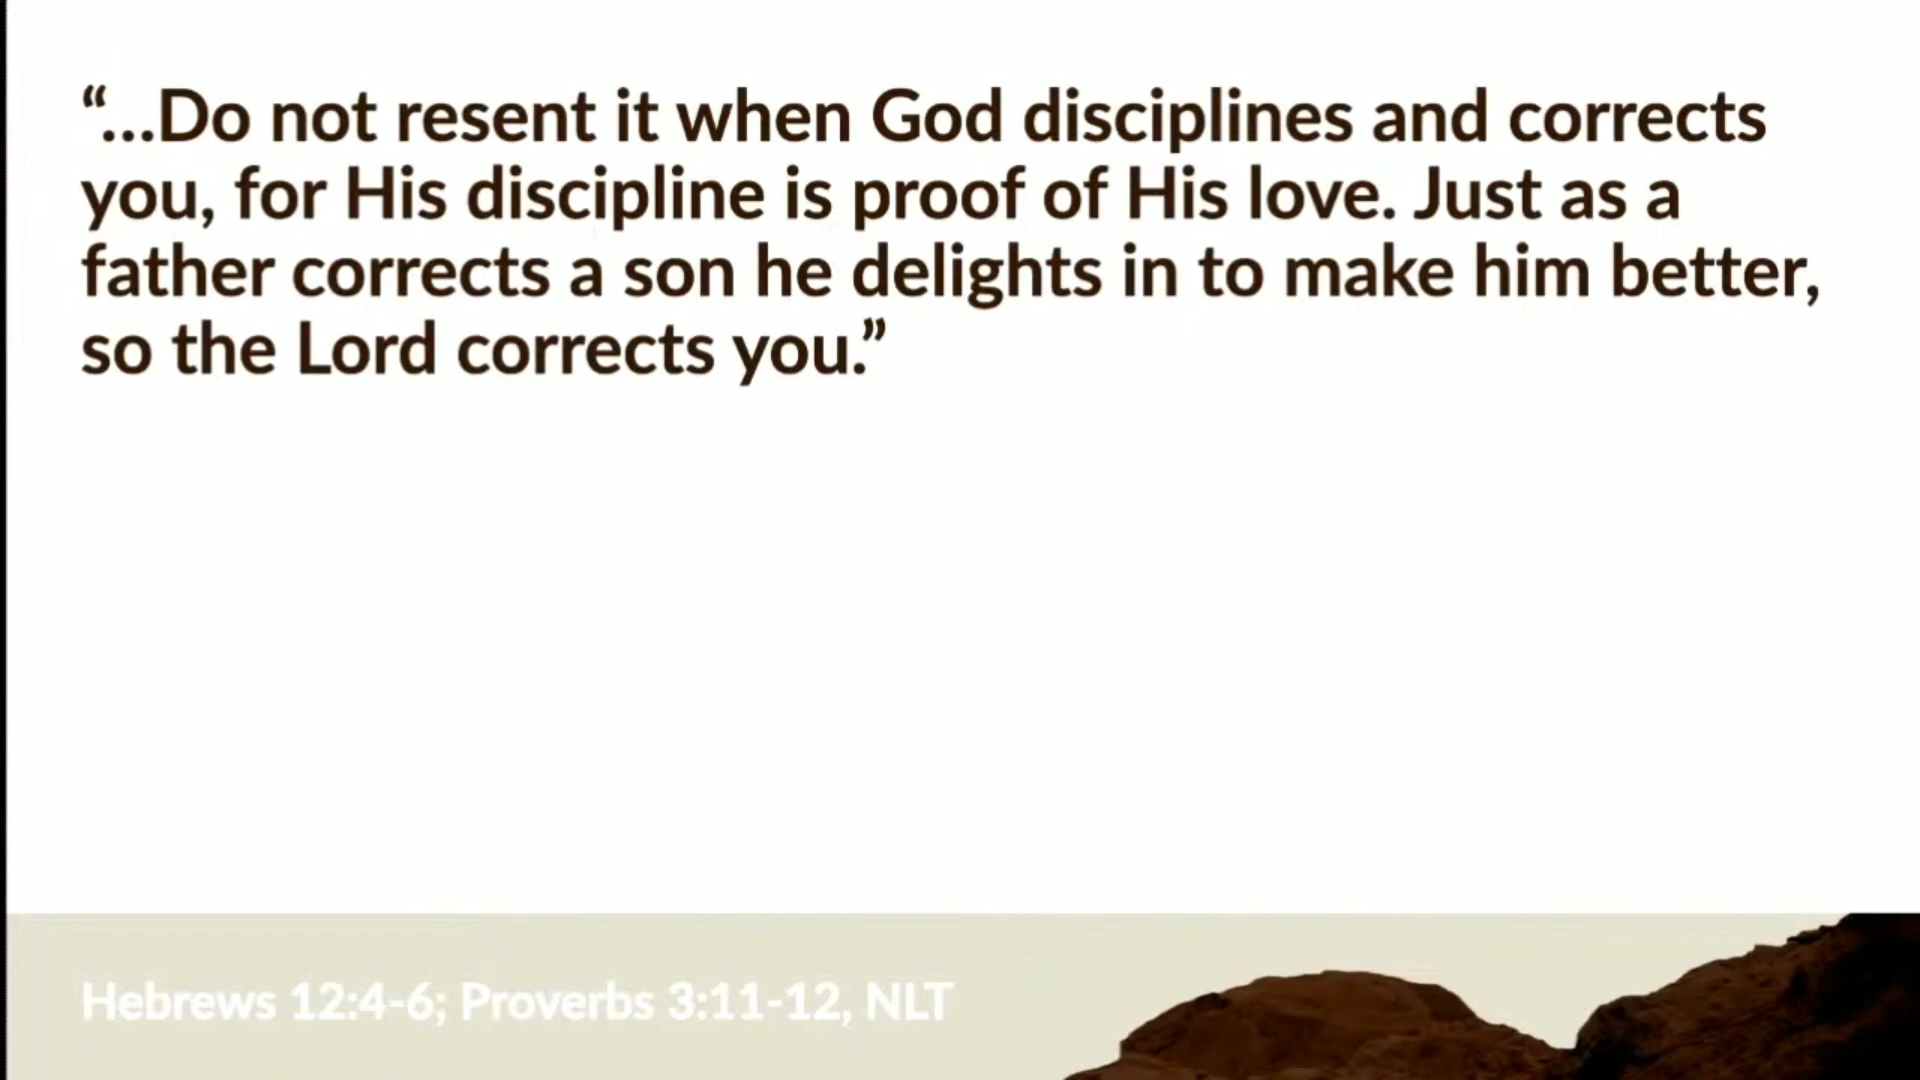 “...Do not resent it when God disciplines and corrects
you, for His discipline is proof of His love. Just as a
father corrects a son he delights in to make him better,
so the Lord corrects you.”
Hebrews 12:4-6; Proverbs 3:11-12, NLT